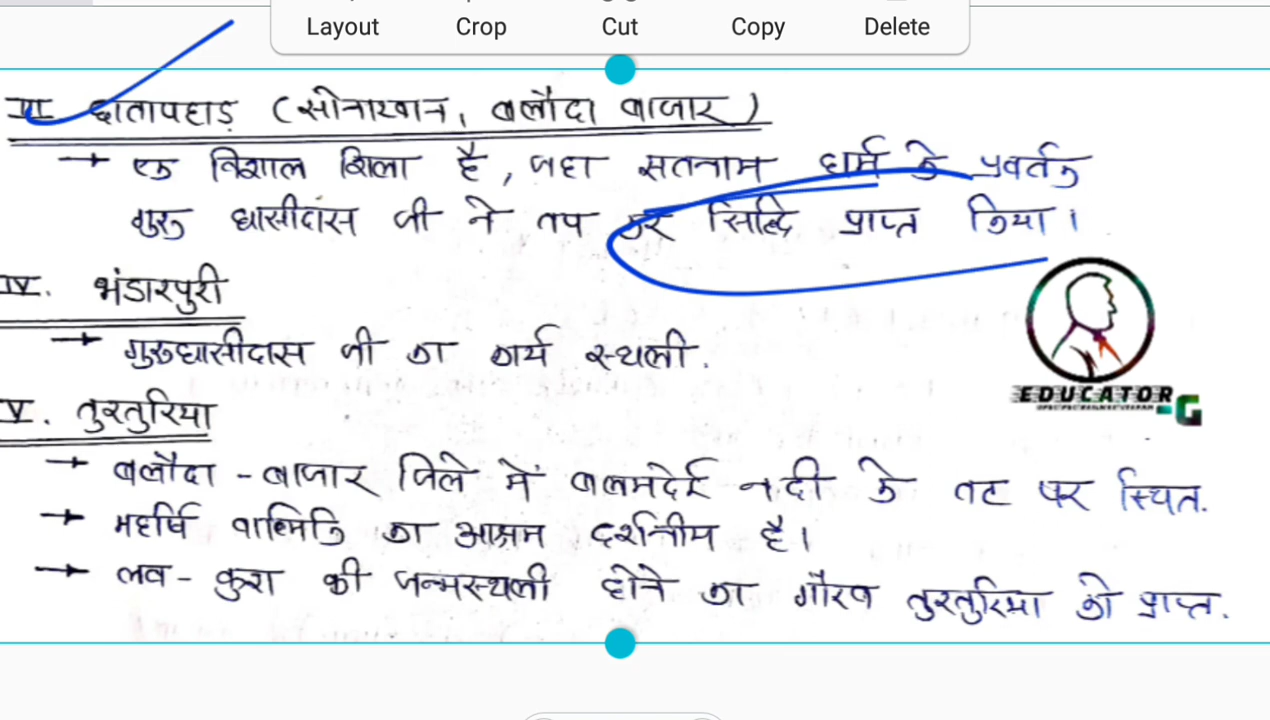 Layout Crop Cut Copy Delete
III छातापहाड़ (सोनाखान, बलौदा बाजार)
→ एक विशाल शिला है, जहा सतनाम धर्म के प्रवर्तक
गुरु घासीदास जी ने तप कर सिद्धि प्राप्त किया।
IV. भंडारपुरी
→ गुरुघासीदास जी का कार्य स्थली.
EDUCATOR
G
V. तुरतुरिया
→ बलौदा - बाजार जिले में बलमदेई नदी के तट पर स्थित.
→ महर्षि वाल्मिकि का आश्रम दर्शनीय है।
→ लव - कुश की जन्मस्थली होने का गौरव तुरतुरिया को प्राप्त.